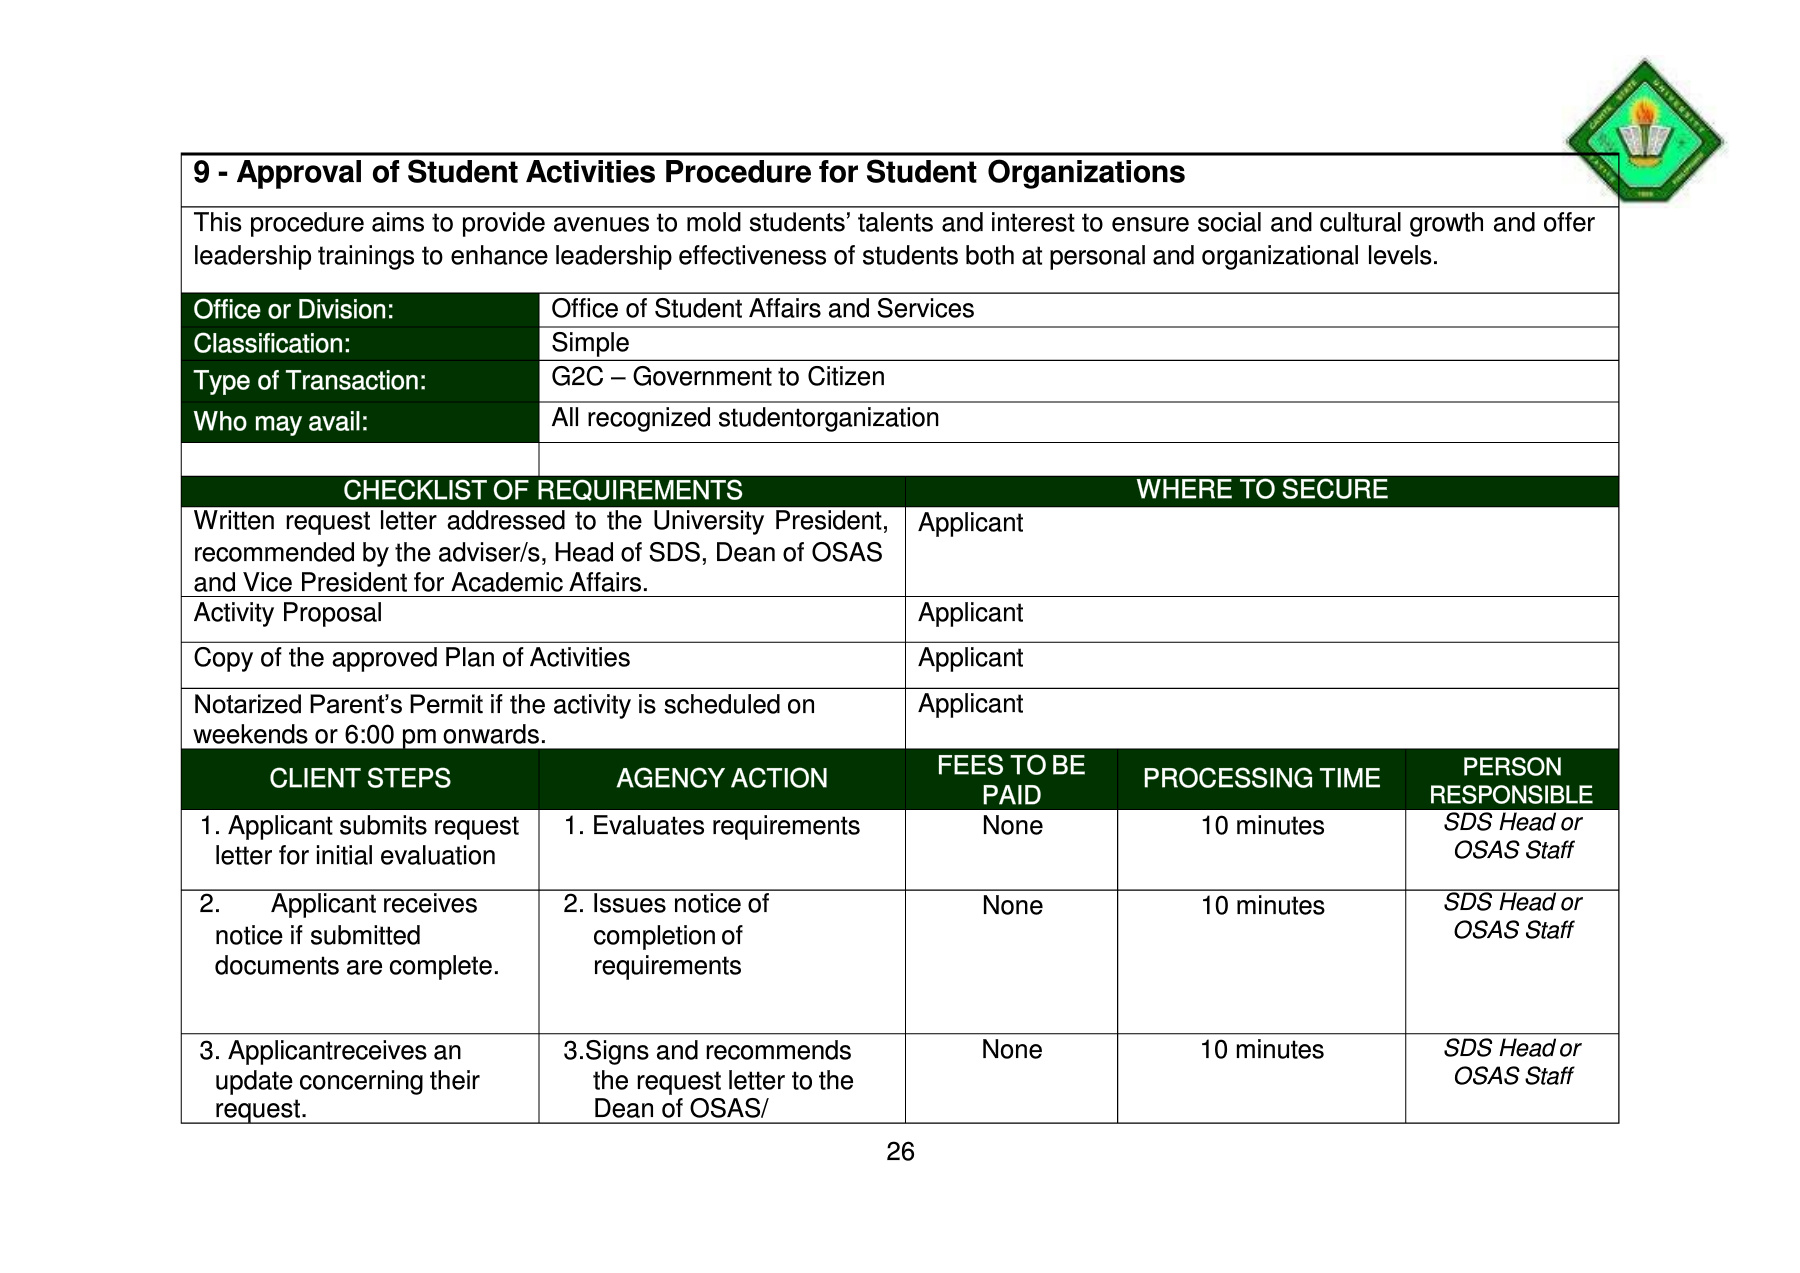 CAVITE STATE UNIVERSITY
1906
9 - Approval of Student Activities Procedure for Student Organizations
This procedure aims to provide avenues to mold students’ talents and interest to ensure social and cultural growth and offer
leadership trainings to enhance leadership effectiveness of students both at personal and organizational levels.
Office or Division: Office of Student Affairs and Services
Classification: Simple
Type of Transaction: G2C – Government to Citizen
Who may avail: All recognized studentorganization
CHECKLIST OF REQUIREMENTS WHERE TO SECURE
Written request letter addressed to the University President,
recommended by the adviser/s, Head of SDS, Dean of OSAS
and Vice President for Academic Affairs.
Applicant
Activity Proposal Applicant
Copy of the approved Plan of Activities Applicant
Notarized Parent’s Permit if the activity is scheduled on
weekends or 6:00 pm onwards.
Applicant
CLIENT STEPS
AGENCY ACTION
FEES TO BE
PAID
PROCESSING TIME
PERSON
RESPONSIBLE
1. Applicant submits request
letter for initial evaluation
1. Evaluates requirements
None
10 minutes
SDS Head or
OSAS Staff
2. Applicant receives
notice if submitted
documents are complete.
2. Issues notice of
completion of
requirements
None
10 minutes
SDS Head or
OSAS Staff
3. Applicantreceives an
update concerning their
request.
3.Signs and recommends
the request letter to the
Dean of OSAS/
None
10 minutes
SDS Head or
OSAS Staff
26